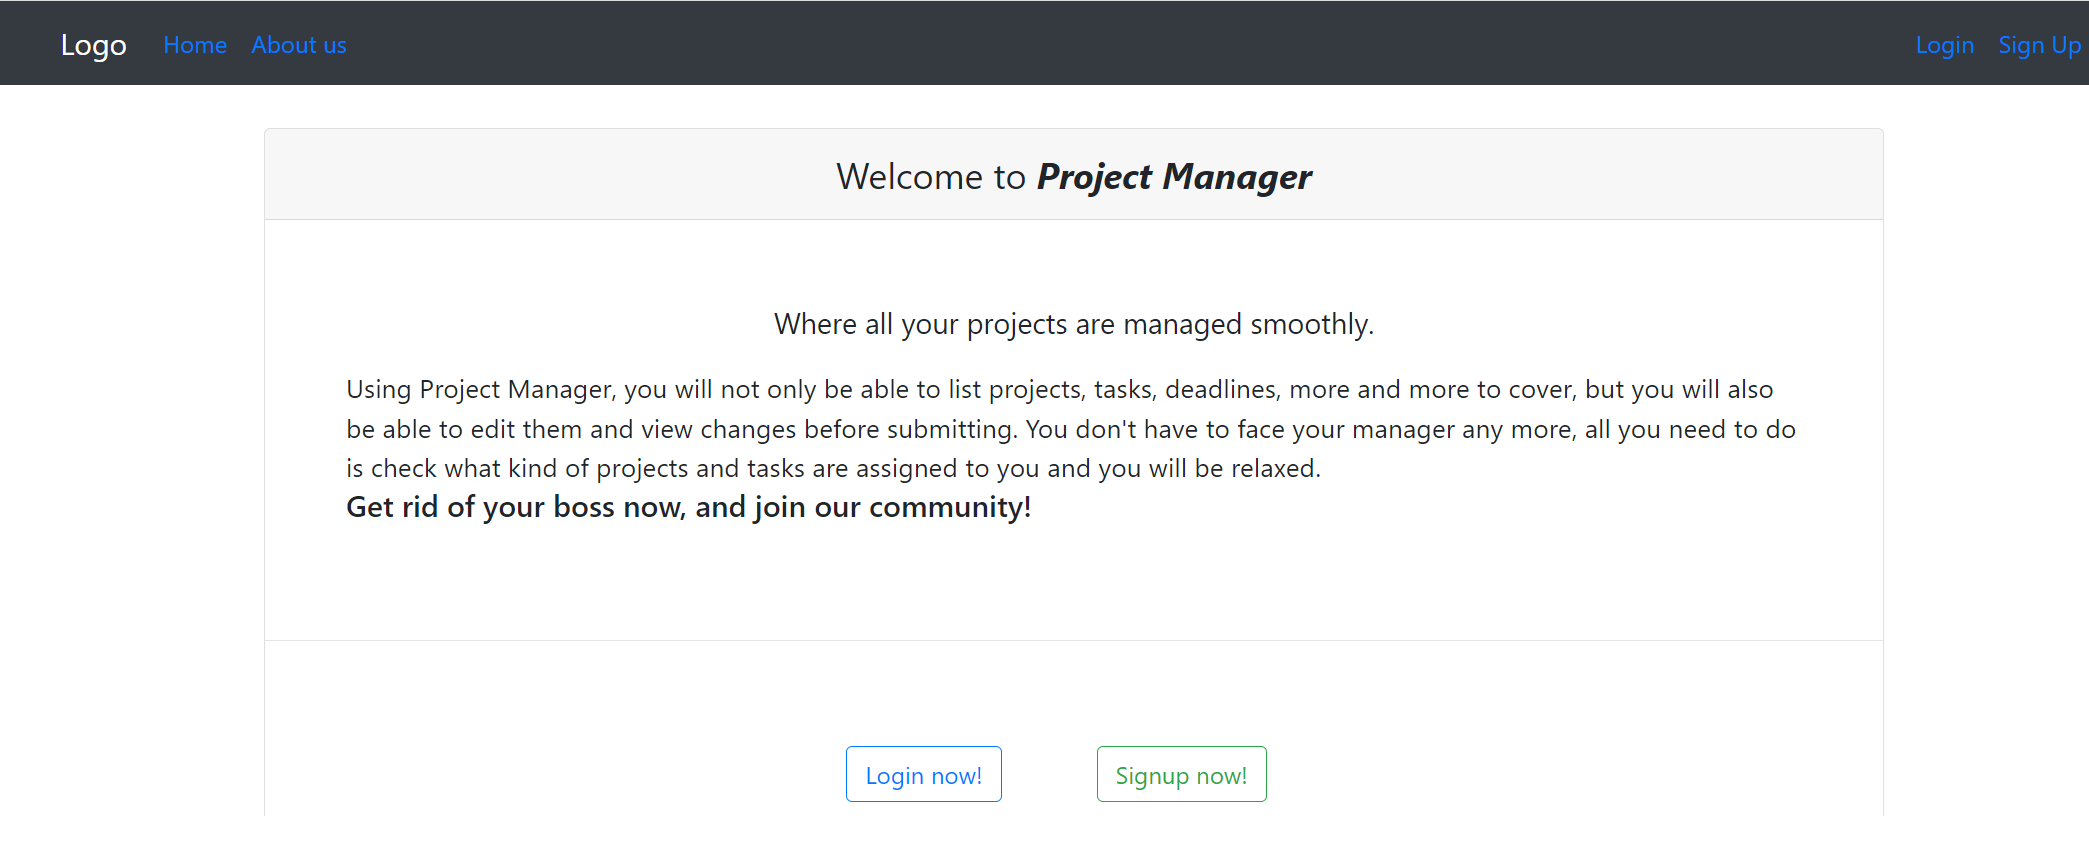 Logo Home About us Login Sign Up
Welcome to Project Manager
Where all your projects are managed smoothly.
Using Project Manager, you will not only be able to list projects, tasks, deadlines, more and more to cover, but you will also
be able to edit them and view changes before submitting. You don't have to face your manager any more, all you need to do
is check what kind of projects and tasks are assigned to you and you will be relaxed.
Get rid of your boss now, and join our community!
Login now! Signup now!